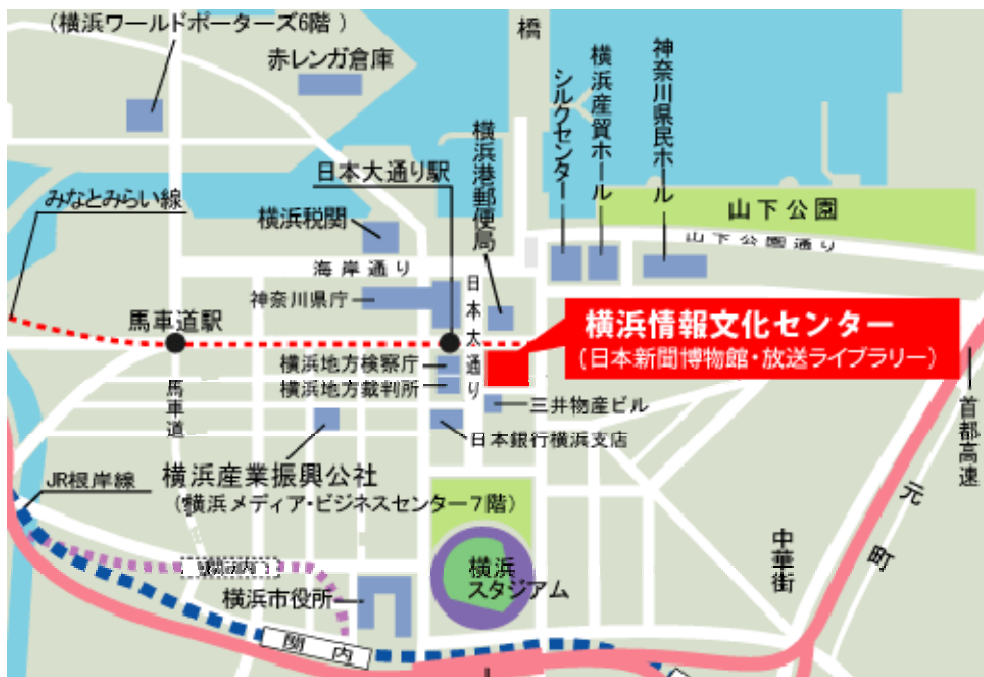 (横浜ワールドポーターズ6階)
赤レンガ倉庫
橋
シルクセンター
横浜産貿ホール
神奈川県民ホール
日本大通り駅
横浜港郵便局
みなとみらい線
横浜税関
山下公園
山下公園通り
海岸通り
神奈川県庁
日本大通り
馬車道駅
横浜情報文化センター
(日本新聞博物館・放送ライブラリー)
横浜地方検察庁
横浜地方裁判所
馬車道
三井物産ビル
日本銀行横浜支店
首都高速
横浜産業振興公社
(横浜メディア・ビジネスセンター7階)
JR根岸線
元町
中華街
横浜
スタジアム
横浜市役所
関内